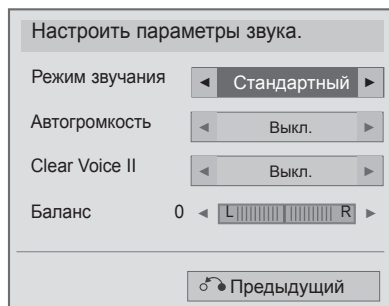 Настроить параметры звука.
Режим звучания ◄ Стандартный ►
Автогромкость ◄ Выкл. ►
Clear Voice II ◄ Выкл. ►
Баланс 0 ◄ L R ►
Предыдущий